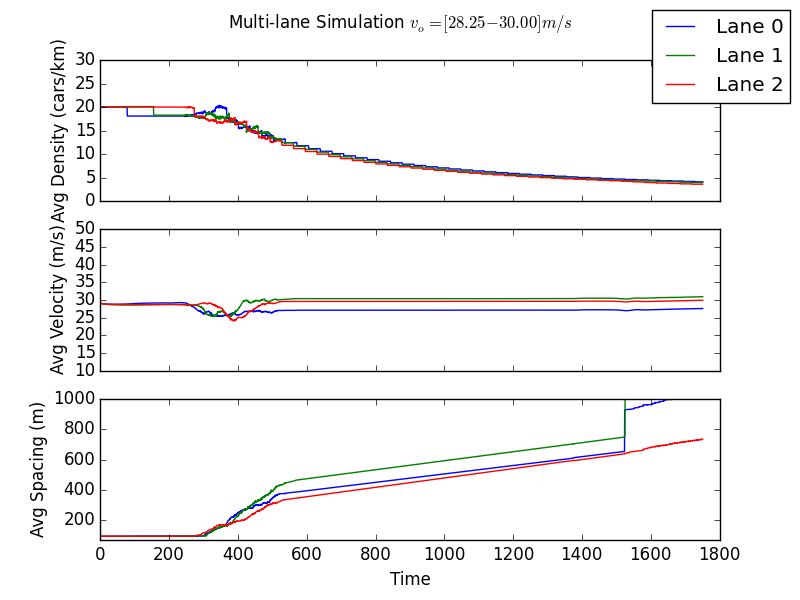 Multi-lane Simulation v_o =[28.25−30.00]m/s
Lane 0
Lane 1
Lane 2
Avg Density (cars/km)
30
25
20
15
10
5
0
Avg Velocity (m/s)
50
45
40
35
30
25
20
15
10
Avg Spacing (m)
1000
800
600
400
200
0 200 400 600 800 1000 1200 1400 1600 1800
Time